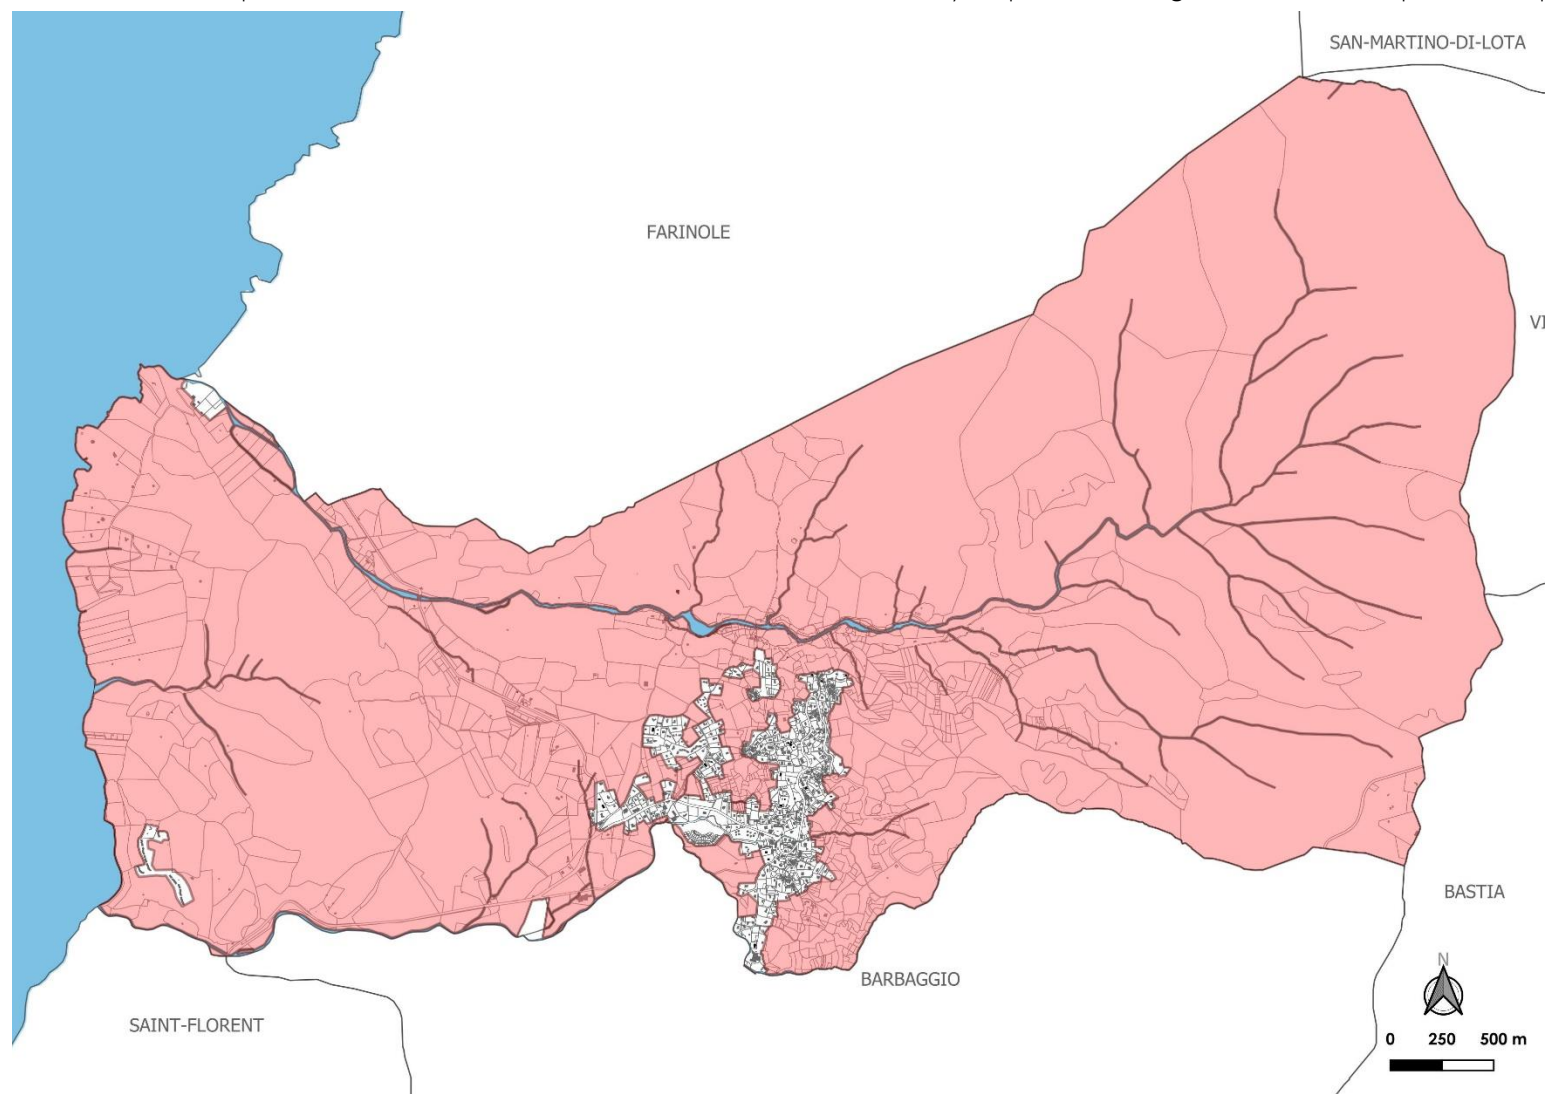 SAN-MARTINO-DI-LOTA
FARINOLE
VI
BASTIA
BARBAGGIO
N
SAINT-FLORENT
0 250 500 m